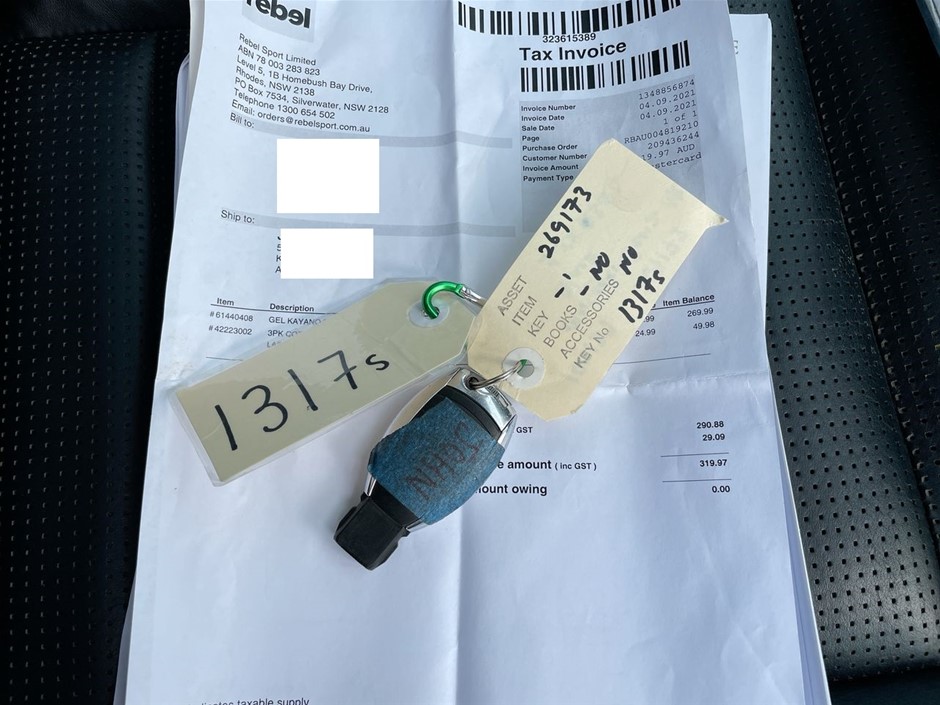 rebel
Rebel Sport Limited
ABN 78 003 283 823
Level 5, 1B Homebush Bay Drive,
Rhodes, NSW 2138
PO Box 7534, Silverwater, NSW 2128
Telephone 1300 654 502
Email: orders@rebelsport.com.au
Bill to:
Ship to:
323615389
Tax Invoice
Invoice Number 1348856874
Invoice Date 04.09.2021
Sale Date 04.09.2021
Page 1 of 1
Purchase Order RBAU004819210
Customer Number 209436244
Invoice Amount 19.97 AUD
Payment Type stercard
Item Description Item Balance
#61440408 GEL KAYANO 269.99
#42223002 3PK 24.99 49.98
ASSET 269173
ITEM
KEY - 1
BOOKS - NO
ACCESSORIES NO
KEY No 1317s
1317s
GST 290.88
29.09
amount ( inc GST ) 319.97
ount owing 0.00
taxable supply